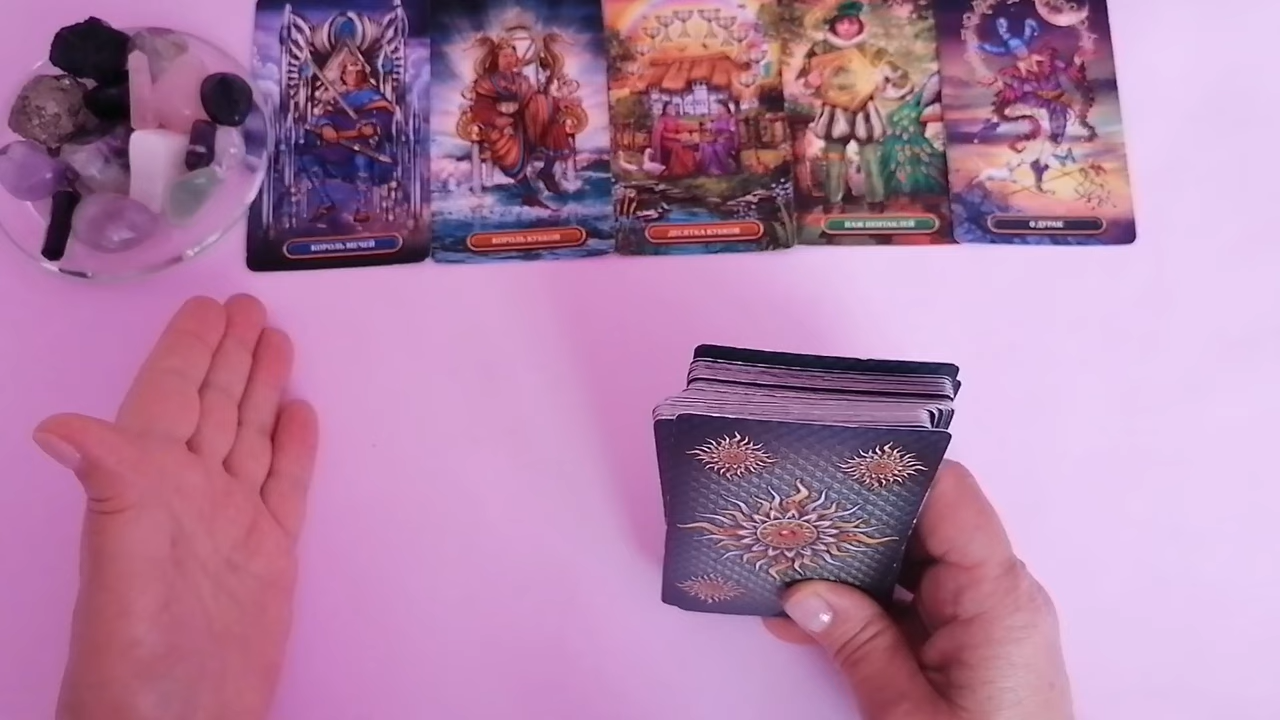 КОРОЛЬ МЕЧЕЙ
КОРОЛЬ КУБКОВ
ДЕСЯТКА КУБКОВ
ПАЖ ПЕНТАКЛЕЙ
0 ДУРАК